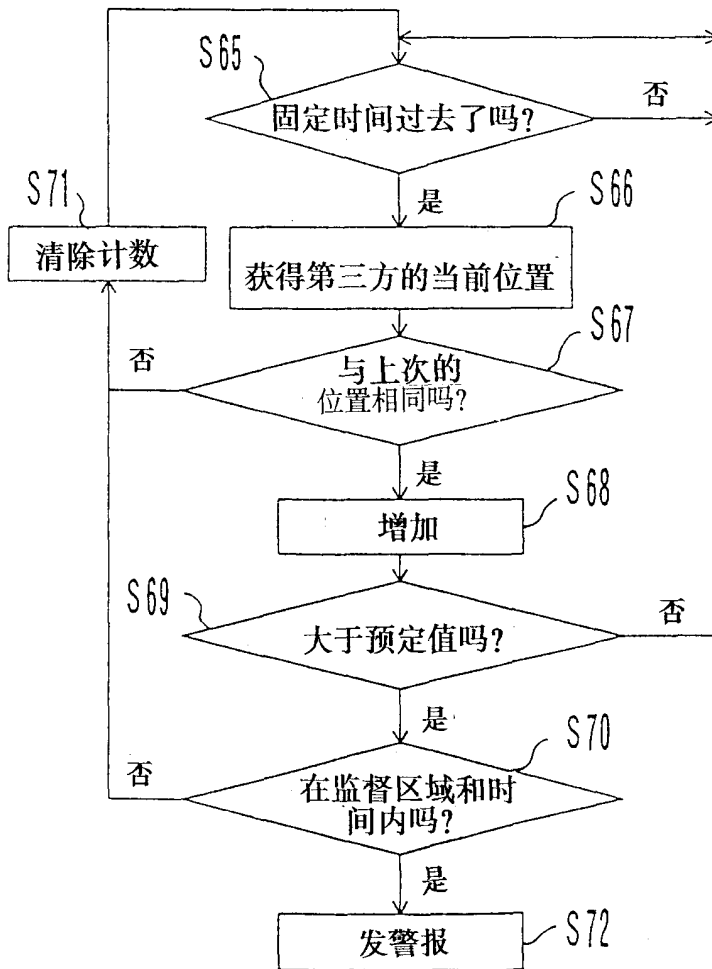 S65
固定时间过去了吗?
否
是
S71
清除计数
S66
获得第三方的当前位置
S67
否
与上次的
位置相同吗?
是
S68
增加
S69
否
大于预定值吗?
是
S70
否
在监督区域和时
间内吗?
是
S72
发警报